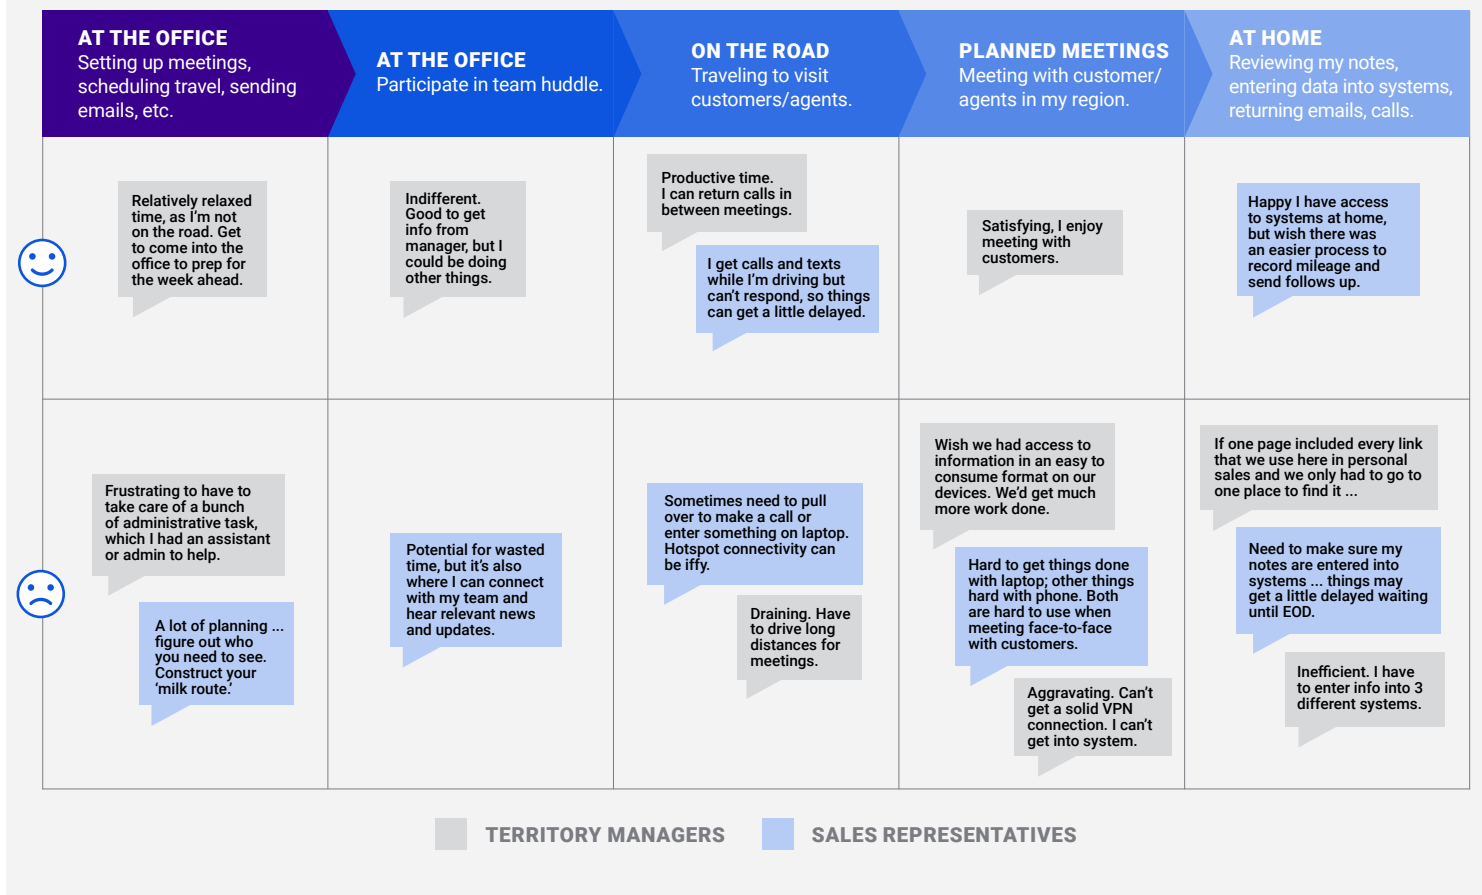 AT THE OFFICE
Setting up meetings,
scheduling travel, sending
emails, etc.
AT THE OFFICE
Participate in team huddle.
ON THE ROAD
Traveling to visit
customers/agents.
PLANNED MEETINGS
Meeting with customer/
agents in my region.
AT HOME
Reviewing my notes,
entering data into systems,
returning emails, calls.
Relatively relaxed
time, as I'm not
on the road. Get
to come into the
office to prep for
the week ahead.
Indifferent.
Good to get
info from
manager, but I
could be doing
other things.
Productive time.
I can return calls in
between meetings.
I get calls and texts
while I'm driving but
can't respond, so things
can get a little delayed.
Satisfying, I enjoy
meeting with
customers.
Happy I have access
to systems at home,
but wish there was
an easier process to
record mileage and
send follows up.
Frustrating to have to
take care of a bunch
of administrative task,
which I had an assistant
or admin to help.
A lot of planning ...
figure out who
you need to see.
Construct your
‘milk route.’
Potential for wasted
time, but it's also
where I can connect
with my team and
hear relevant news
and updates.
Sometimes need to pull
over to make a call or
enter something on laptop.
Hotspot connectivity can
be iffy.
Draining. Have
to drive long
distances for
meetings.
Wish we had access to
information in an easy to
consume format on our
devices. We'd get much
more work done.
Hard to get things done
with laptop; other things
hard with phone. Both
are hard to use when
meeting face-to-face
with customers.
Aggravating. Can't
get a solid VPN
connection. I can't
get into system.
If one page included every link
that we use here in personal
sales and we only had to go to
one place to find it ...
Need to make sure my
notes are entered into
systems ... things may
get a little delayed waiting
until EOD.
Inefficient. I have
to enter info into 3
different systems.
TERRITORY MANAGERS
SALES REPRESENTATIVES